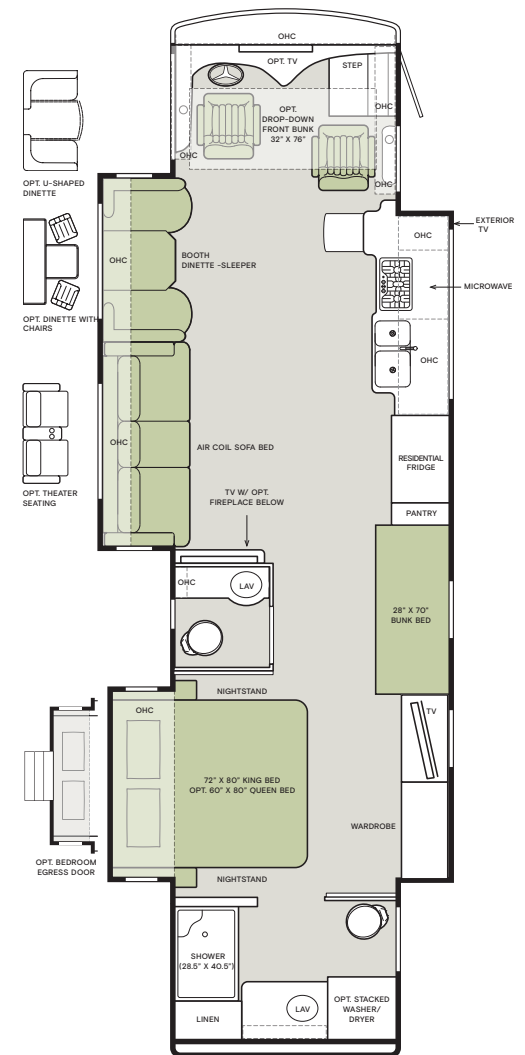 OHC
OPT. TV
STEP
OHC
OPT.
DROP-DOWN
FRONT BUNK
32" X 76"
OHC
OHC
OPT. U-SHAPED
DINETTE
EXTERIOR
TV
OHC
BOOTH
DINETTE -SLEEPER
OHC
MICROWAVE
OPT. DINETTE WITH
CHAIRS
OHC
OHC
AIR COIL SOFA BED
RESIDENTIAL
FRIDGE
OPT. THEATER
SEATING
TV W/ OPT.
FIREPLACE BELOW
PANTRY
OHC
LAV
28" X 70"
BUNK BED
NIGHTSTAND
OHC
TV
72" X 80" KING BED
OPT. 60" X 80" QUEEN BED
WARDROBE
OPT. BEDROOM
EGRESS DOOR
NIGHTSTAND
SHOWER
(28.5" X 40.5")
LINEN
LAV
OPT. STACKED
WASHER/
DRYER